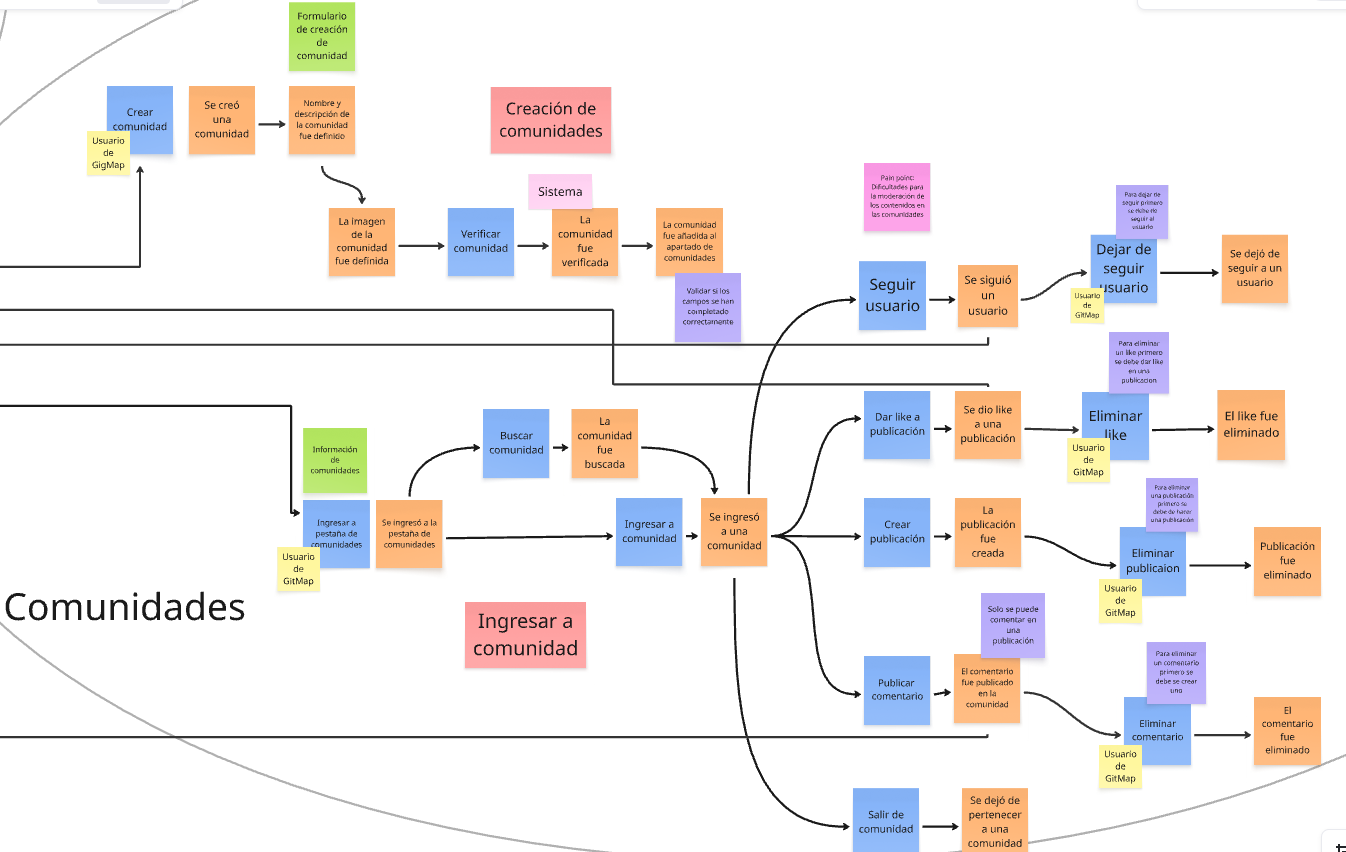 Formulario
de creación
de
comunidad
Crear
comunidad
Usuario
de
GigMap
Se creó
una
comunidad
Nombre y
descripción de
la comunidad
fue definido
Creación de
comunidades
Sistema
La imagen
de la
comunidad
fue definida
Verificar
comunidad
La
comunidad
fue
verificada
La comunidad
fue añadida al
apartado de
comunidades
Validar si los
campos se han
completado
correctamente
Pain point:
Dificultades para
la moderación de
los contenidos en
las comunidades
Seguir
usuario
Se siguió
un
usuario
Para dejar de
seguir primero
se debe de
seguir al
usuario
Dejar de
seguir
usuario
Usuario
de
GitMap
Se dejó de
seguir a un
usuario
Información
de
comunidades
Ingresar a
pestaña de
comunidades
Usuario
de
GitMap
Se ingresó a la
pestaña de
comunidades
Buscar
comunidad
La
comunidad
fue
buscada
Ingresar a
comunidad
Se ingresó
a una
comunidad
Comunidades
Ingresar a
comunidad
Dar like a
publicación
Se dio like
a una
publicación
Para eliminar
un like primero
se debe dar like
en una
publicacion
Eliminar
like
Usuario
de
GitMap
El like fue
eliminado
Crear
publicación
La
publicación
fue
creada
Para eliminar
una publicación
primero su
debe de hacer
una publicación
Eliminar
publicaion
Usuario
de
GitMap
Publicación
fue
eliminado
Publicar
comentario
Solo se puede
comentar en
una
publicación
El comentario
fue publicado
en la
comunidad
Para eliminar
un comentario
primero se
debe se crear
uno
Eliminar
comentario
Usuario
de
GitMap
El
comentario
fue
eliminado
Salir de
comunidad
Se dejó de
pertenecer
a una
comunidad